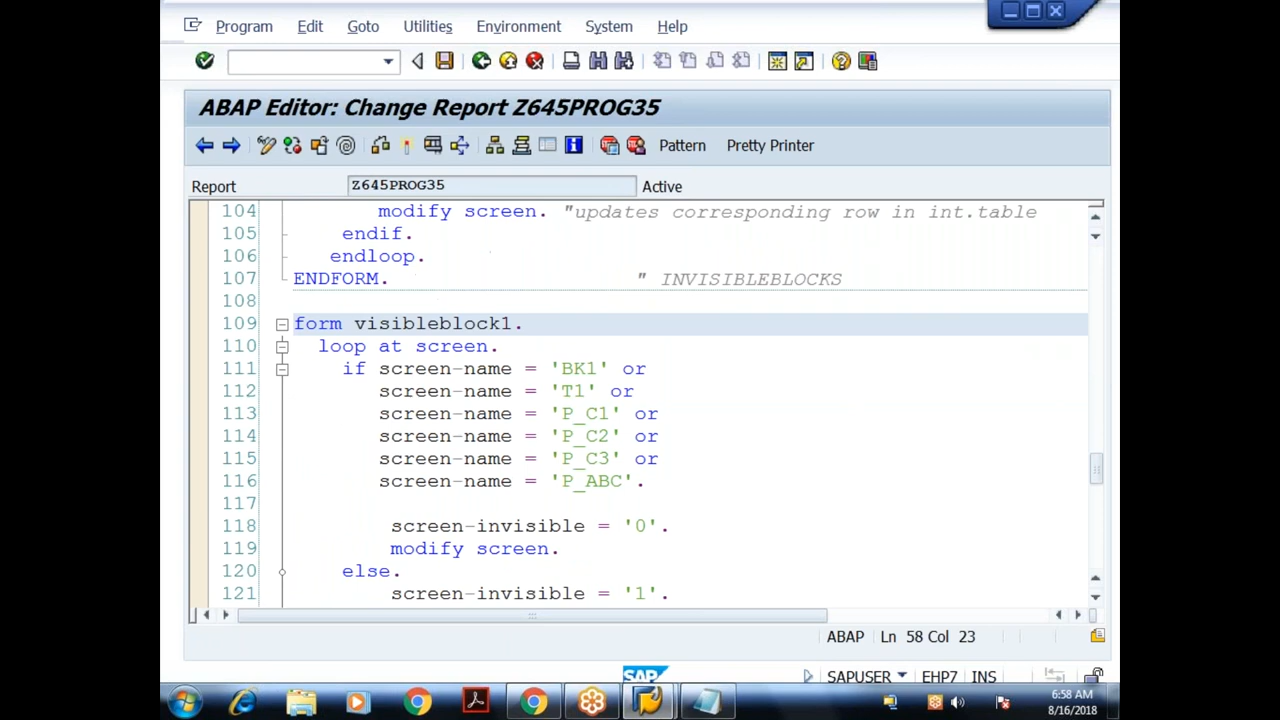 Program Edit Goto Utilities Environment System Help
ABAP Editor: Change Report Z645PROG35
Pattern Pretty Printer
Report Z645PROG35 Active
104 modify screen. "updates corresponding row in int.table
105 endif.
106 endloop.
107 ENDFORM. " INVISIBLEBLOCKS
108
109 form visibleblock1.
110 loop at screen.
111 if screen-name = 'BK1' or
112 screen-name = 'T1' or
113 screen-name = 'P_C1' or
114 screen-name = 'P_C2' or
115 screen-name = 'P_C3' or
116 screen-name = 'P_ABC'.
117
118 screen-invisible = '0'.
119 modify screen.
120 else.
121 screen-invisible = '1'.
ABAP Ln 58 Col 23
SAP SAPUSER EHP7 INS
6:58 AM
8/16/2018